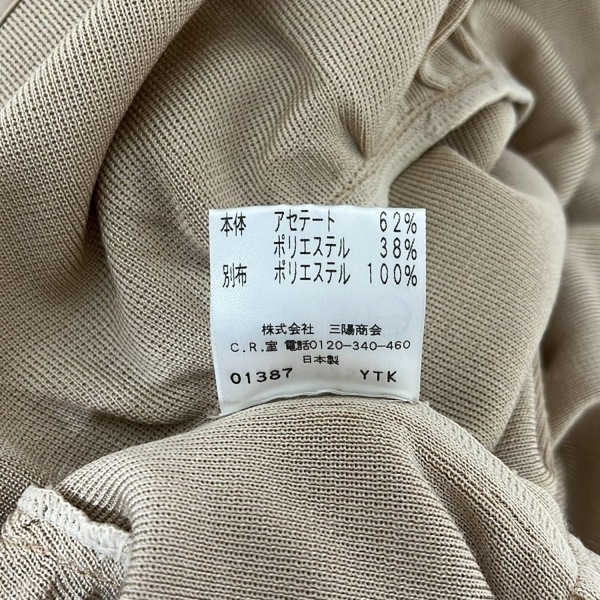 本体 アセテート 62%
ポリエステル 38%
別布 ポリエステル 100%
株式会社 三陽商会
C.R.室 電話0120-340-460
日本製
01387 YTK